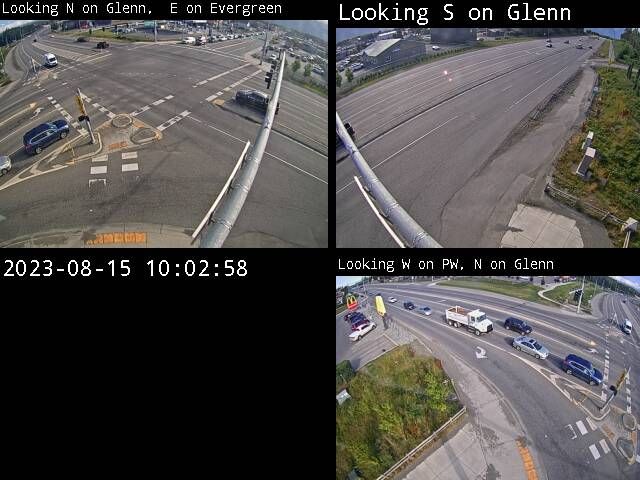 Looking N on Glenn, E on Evergreen
Looking S on Glenn
2023-08-15 10:02:58
Looking W on PW, N on Glenn